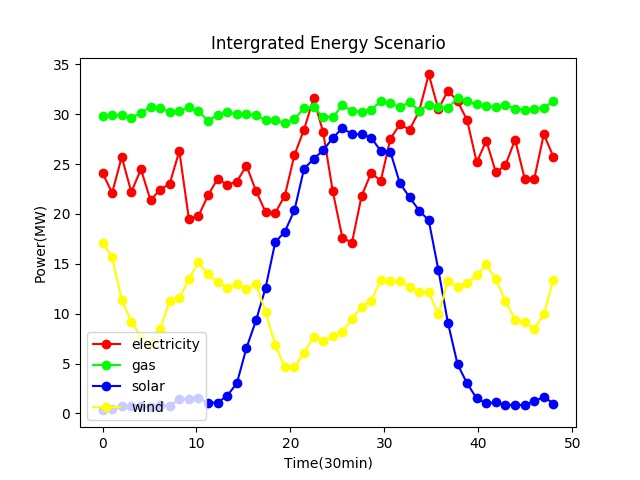 Intergrated Energy Scenario
Power(MW)
35
30
25
20
15
10
5
0
electricity
gas
solar
wind
0 10 20 30 40 50
Time(30min)